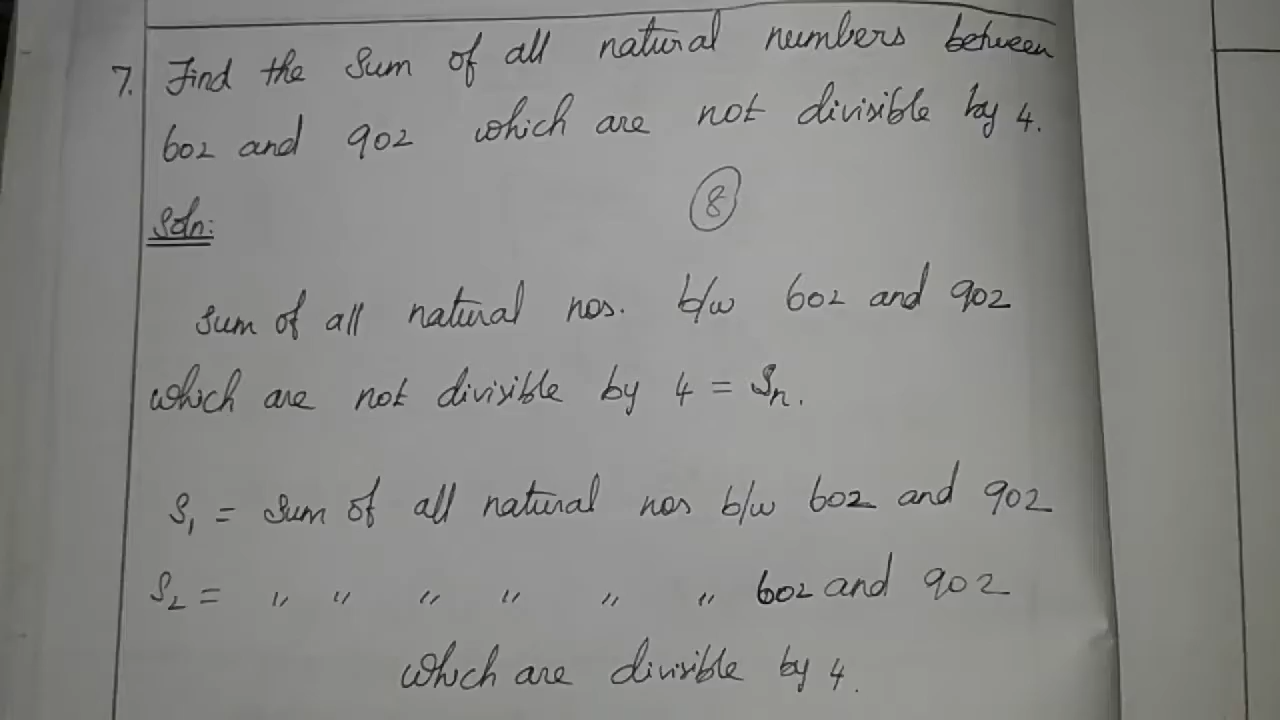 7. Find the sum of all natural numbers between
602 and 902 which are not divisible by 4.
8
Soln:
Sum of all natural nos. b/w 602 and 902
which are not divisible by 4 = Sn.
S1 = Sum of all natural nos b/w 602 and 902
S2 = " " " " " " 602 and 902
which are divisible by 4.